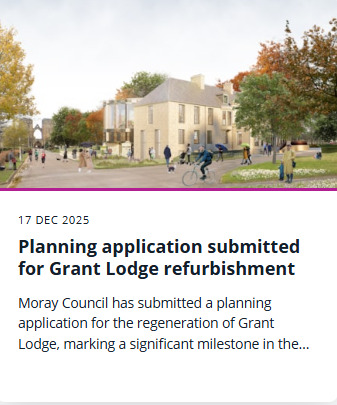 17 DEC 2025
Planning application submitted
for Grant Lodge refurbishment
Moray Council has submitted a planning
application for the regeneration of Grant
Lodge, marking a significant milestone in the...